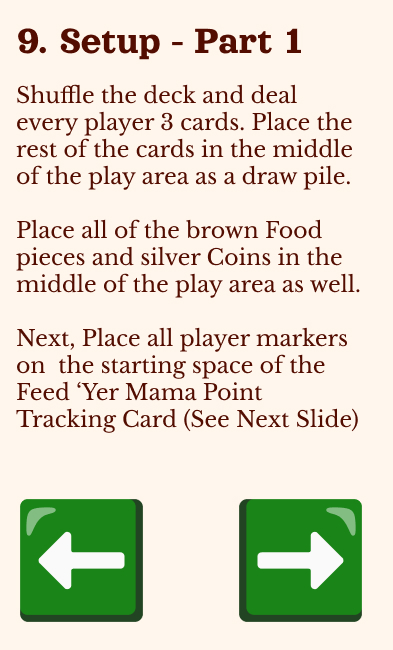 9. Setup - Part 1
Shuffle the deck and deal
every player 3 cards. Place the
rest of the cards in the middle
of the play area as a draw pile.
Place all of the brown Food
pieces and silver Coins in the
middle of the play area as well.
Next, Place all player markers
on  the starting space of the
Feed ‘Yer Mama Point
Tracking Card (See Next Slide)